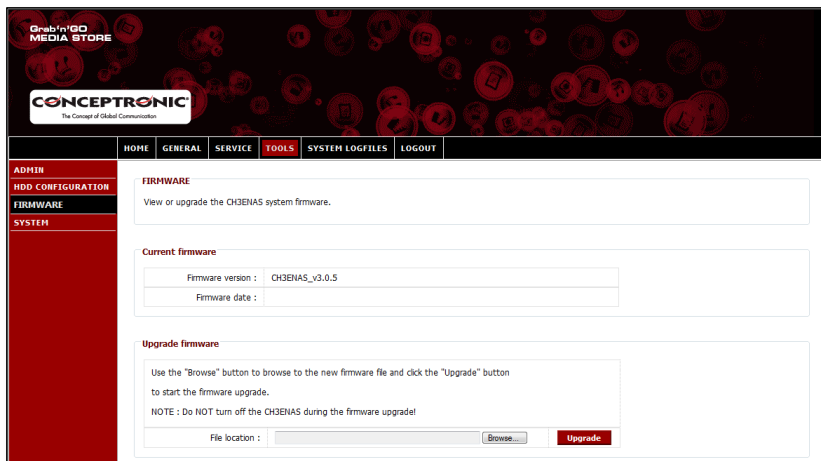 Grab'n'GO
MEDIA STORE
CONCEPTRONIC
The Concept of Global Communication
HOME GENERAL SERVICE TOOLS SYSTEM LOGFILES LOGOUT
ADMIN
HDD CONFIGURATION
FIRMWARE
SYSTEM
FIRMWARE
View or upgrade the CH3ENAS system firmware.
Current firmware
Firmware version : CH3ENAS_v3.0.5
Firmware date :
Upgrade firmware
Use the "Browse" button to browse to the new firmware file and click the "Upgrade" button
to start the firmware upgrade.
NOTE : Do NOT turn off the CH3ENAS during the firmware upgrade!
File location : Browse... Upgrade